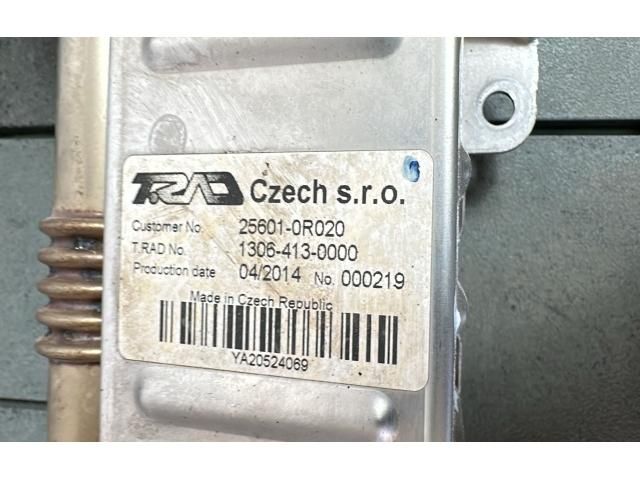 T.RAD Czech s.r.o.
Customer No. 25601-0R020
T.RAD No. 1306-413-0000
Production date 04/2014 No. 000219
Made in Czech Republic
YA20524069